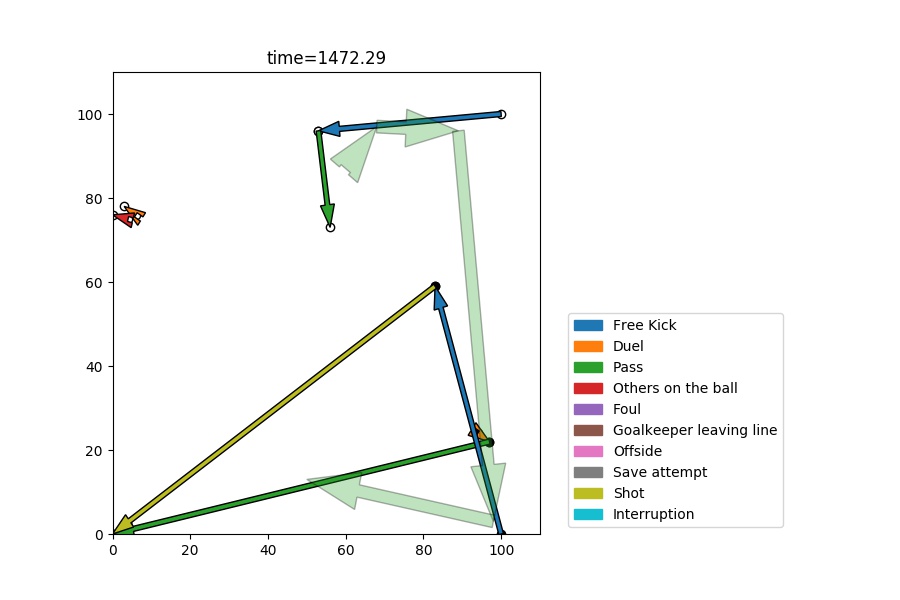 time=1472.29
100
80
60
40
20
0
0 20 40 60 80 100
Free Kick
Duel
Pass
Others on the ball
Foul
Goalkeeper leaving line
Offside
Save attempt
Shot
Interruption